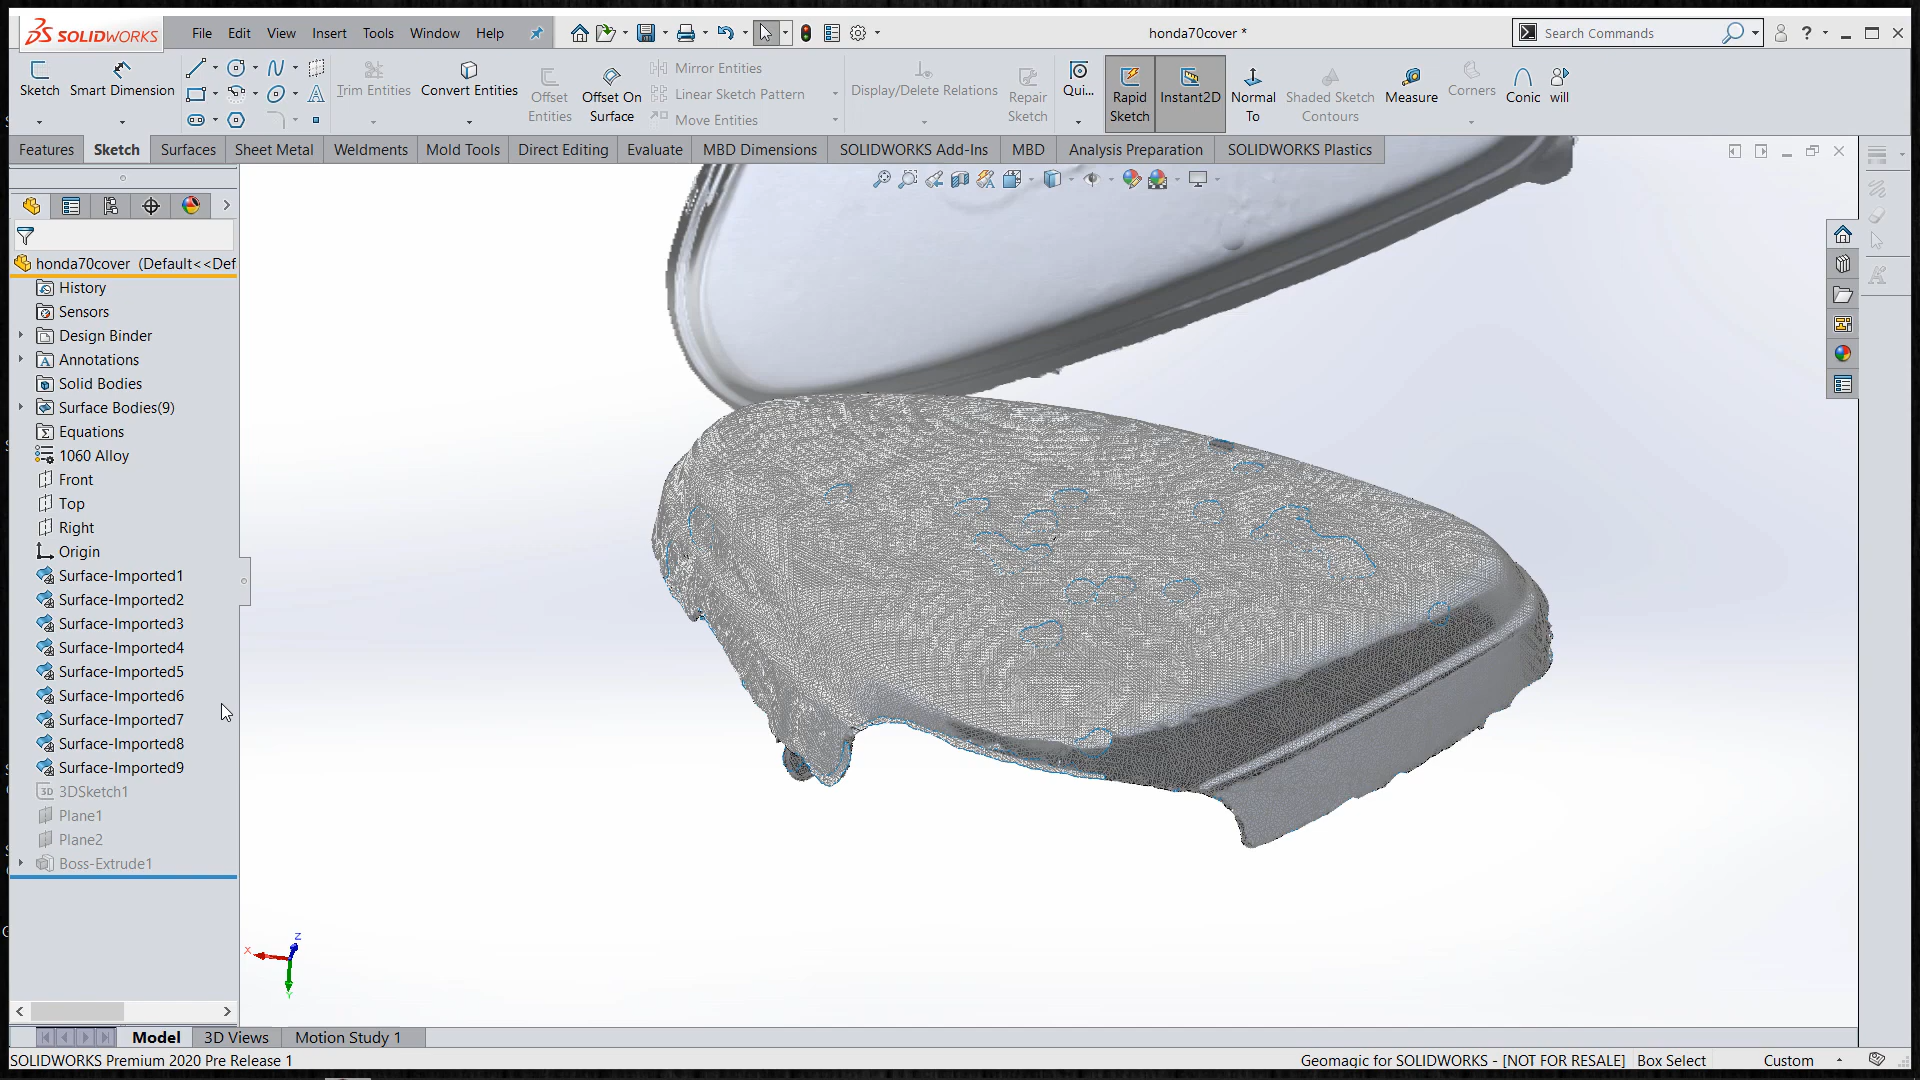 SOLIDWORKS
File Edit View Insert Tools Window Help
honda70cover *
Search Commands
Sketch
Smart Dimension
Trim Entities
Convert Entities
Offset Entities
Offset On Surface
Mirror Entities
Linear Sketch Pattern
Move Entities
Display/Delete Relations
Repair Sketch
Qui...
Rapid Sketch
Instant2D
Normal To
Shaded Sketch Contours
Measure
Corners
Conic
will
Features Sketch Surfaces Sheet Metal Weldments Mold Tools Direct Editing Evaluate MBD Dimensions SOLIDWORKS Add-Ins MBD Analysis Preparation SOLIDWORKS Plastics
honda70cover (Default<<Def
History
Sensors
Design Binder
Annotations
Solid Bodies
Surface Bodies(9)
Equations
1060 Alloy
Front
Top
Right
Origin
Surface-Imported1
Surface-Imported2
Surface-Imported3
Surface-Imported4
Surface-Imported5
Surface-Imported6
Surface-Imported7
Surface-Imported8
Surface-Imported9
3DSketch1
Plane1
Plane2
Boss-Extrude1
Z
X
Y
Model 3D Views Motion Study 1
SOLIDWORKS Premium 2020 Pre Release 1
Geomagic for SOLIDWORKS - [NOT FOR RESALE] Box Select Custom